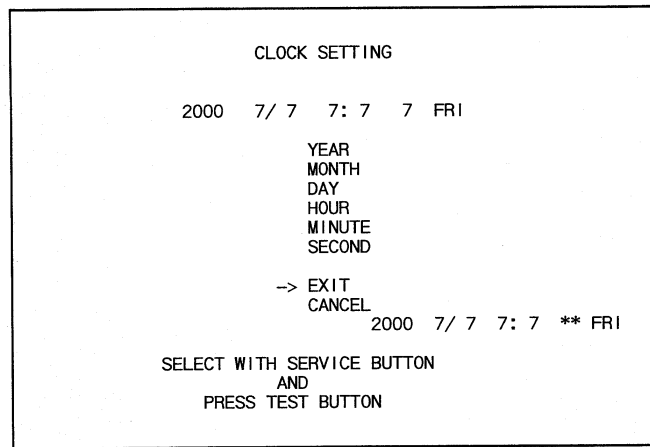 CLOCK SETTING
2000 7/ 7 7: 7 7 FRI
YEAR
MONTH
DAY
HOUR
MINUTE
SECOND
--> EXIT
CANCEL
2000 7/ 7 7: 7 ** FRI
SELECT WITH SERVICE BUTTON
AND
PRESS TEST BUTTON